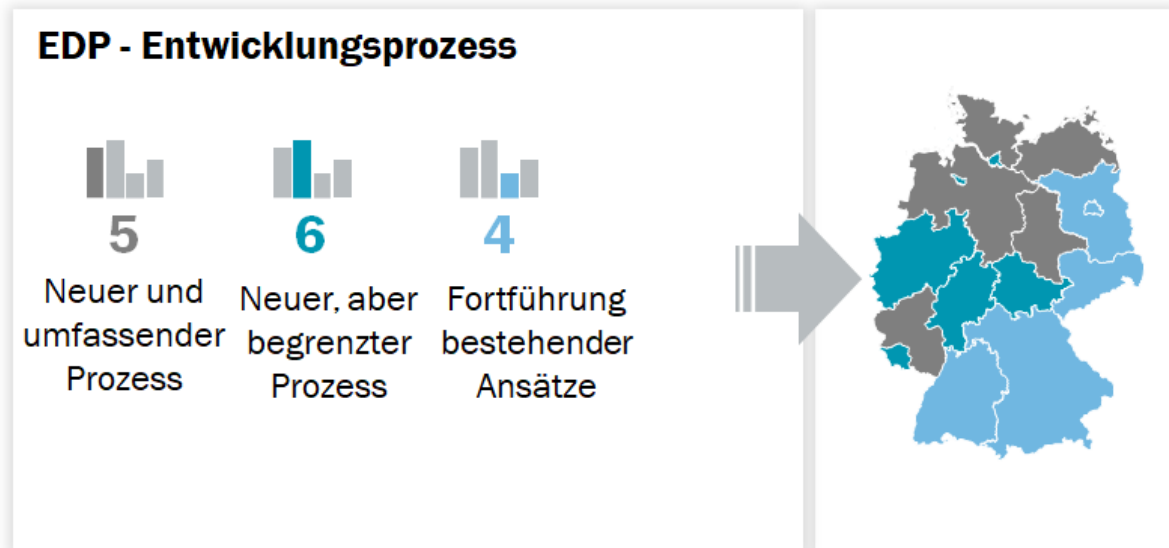 EDP - Entwicklungsprozess
5
Neuer und
umfassender
Prozess
6
Neuer, aber
begrenzter
Prozess
4
Fortführung
bestehender
Ansätze